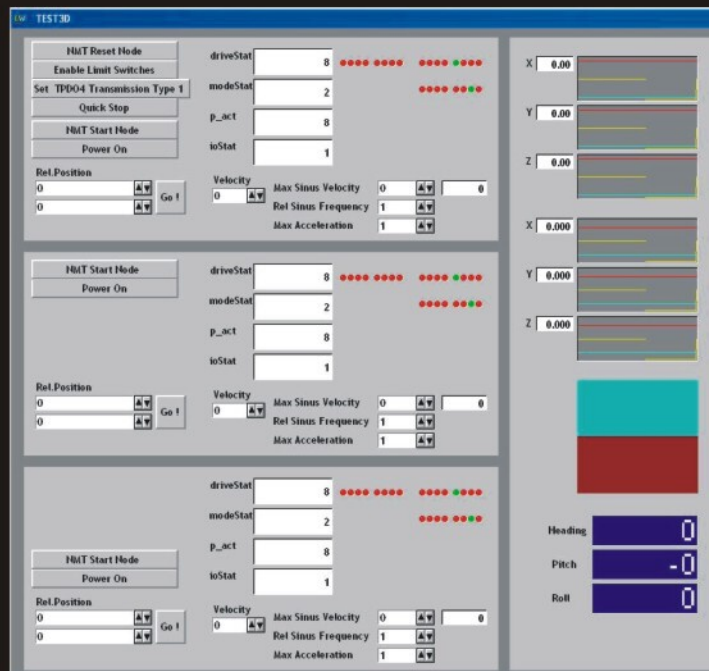 TEST3D
NMT Reset Node
Enable Limit Switches
Set TPDO4 Transmission Type 1
Quick Stop
NMT Start Node
Power On
driveStat 8
modeStat 2
p_act 8
ioStat 1
Rel.Position
0
0
Go !
Velocity
0
Max Sinus Velocity 0 0
Rel Sinus Frequency 1
Max Acceleration 1
NMT Start Node
Power On
driveStat 8
modeStat 2
p_act 8
ioStat 1
Rel.Position
0
0
Go !
Velocity
0
Max Sinus Velocity 0 0
Rel Sinus Frequency 1
Max Acceleration 1
driveStat 8
modeStat 2
p_act 8
ioStat 1
NMT Start Node
Power On
Rel.Position
0
0
Go !
Velocity
0
Max Sinus Velocity 0 0
Rel Sinus Frequency 1
Max Acceleration 1
X 0.00
Y 0.00
Z 0.00
X 0.000
Y 0.000
Z 0.000
Heading 0
Pitch -0
Roll 0